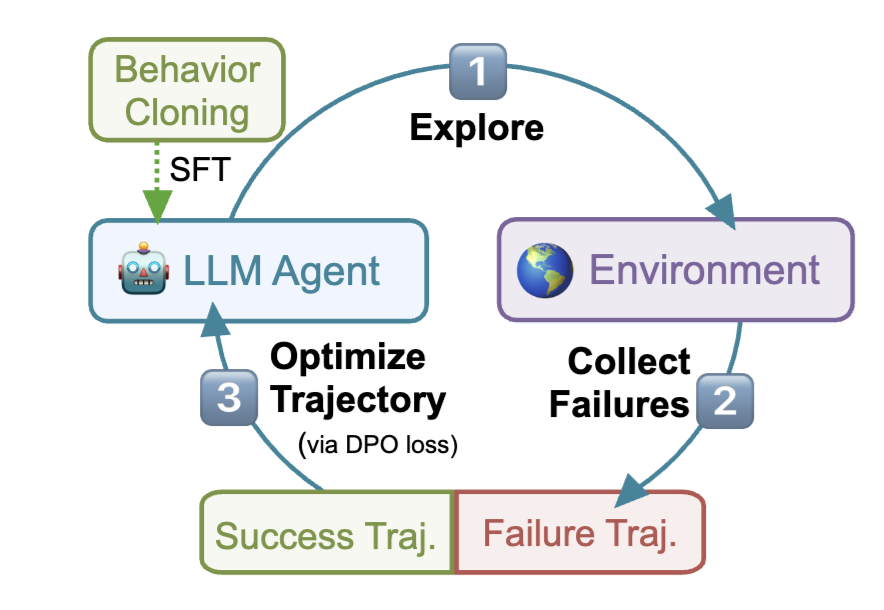 Behavior
Cloning
SFT
1
Explore
LLM Agent
Environment
Optimize
Trajectory
(via DPO loss)
3
Collect
Failures
2
Success Traj.
Failure Traj.